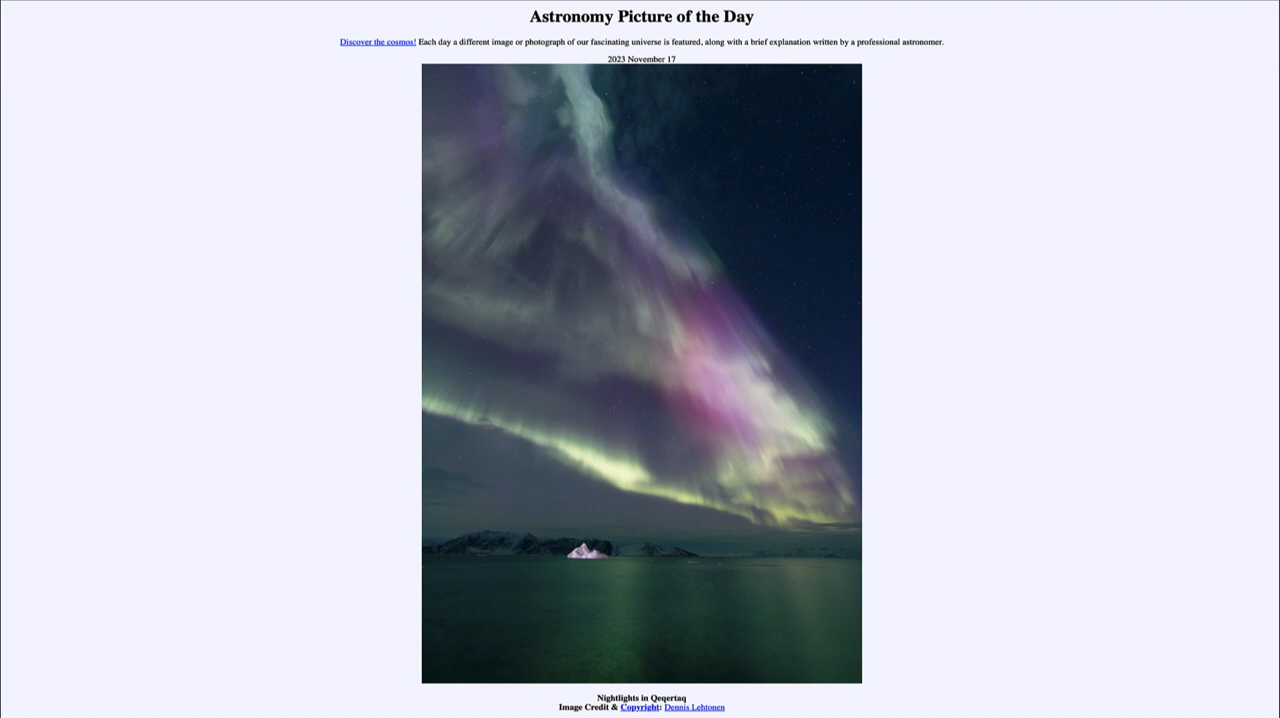 Astronomy Picture of the Day
Discover the cosmos! Each day a different image or photograph of our fascinating universe is featured, along with a brief explanation written by a professional astronomer.
2023 November 17
Nightlights in Qeqertaq
Image Credit & Copyright: Dennis Lehtonen